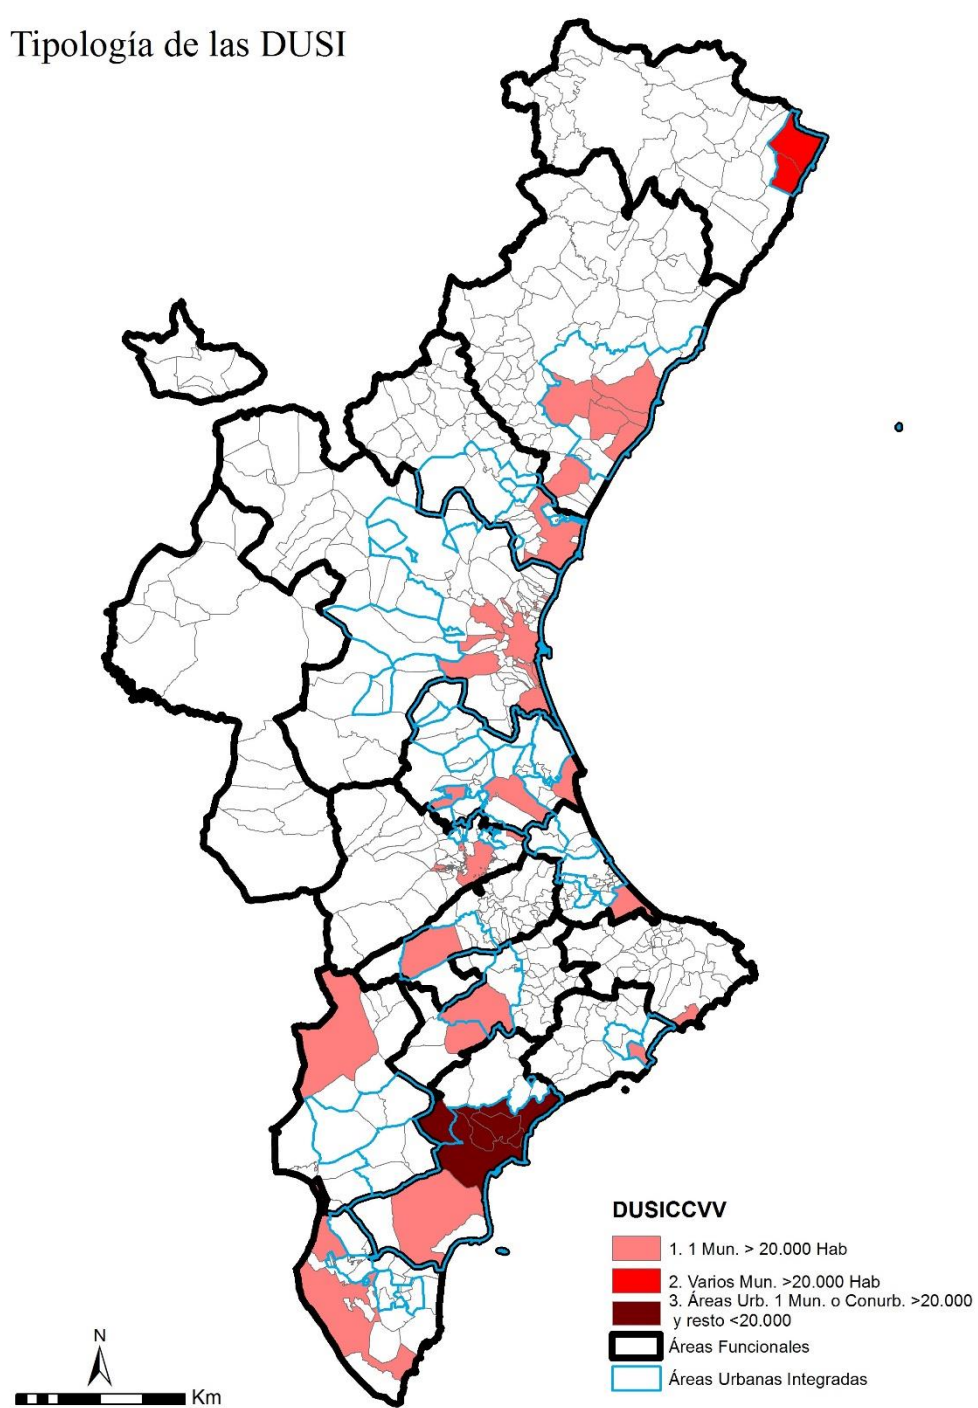 Tipología de las DUSI
DUSICCVV
1. 1 Mun. > 20.000 Hab
2. Varios Mun. >20.000 Hab
3. Áreas Urb. 1 Mun. o Conurb. >20.000
y resto <20.000
Áreas Funcionales
Áreas Urbanas Integradas
N
Km